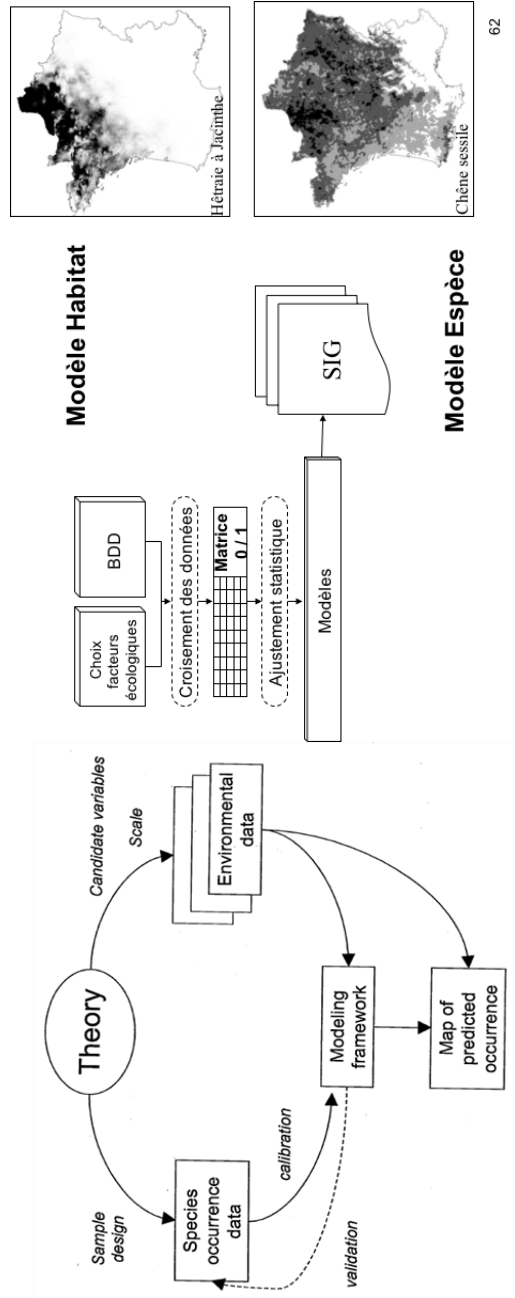 Theory
Sample
design
Candidate variables
Scale
Species
occurrence
data
Environmental
data
calibration
validation
Modeling
framework
Map of
predicted
occurrence
Choix
facteurs
écologiques
BDD
Croisement des données
Matrice
0 / 1
Ajustement statistique
Modèles
SIG
Modèle Habitat
Modèle Espèce
Hêtraie à Jacinthe
Chêne sessile
62